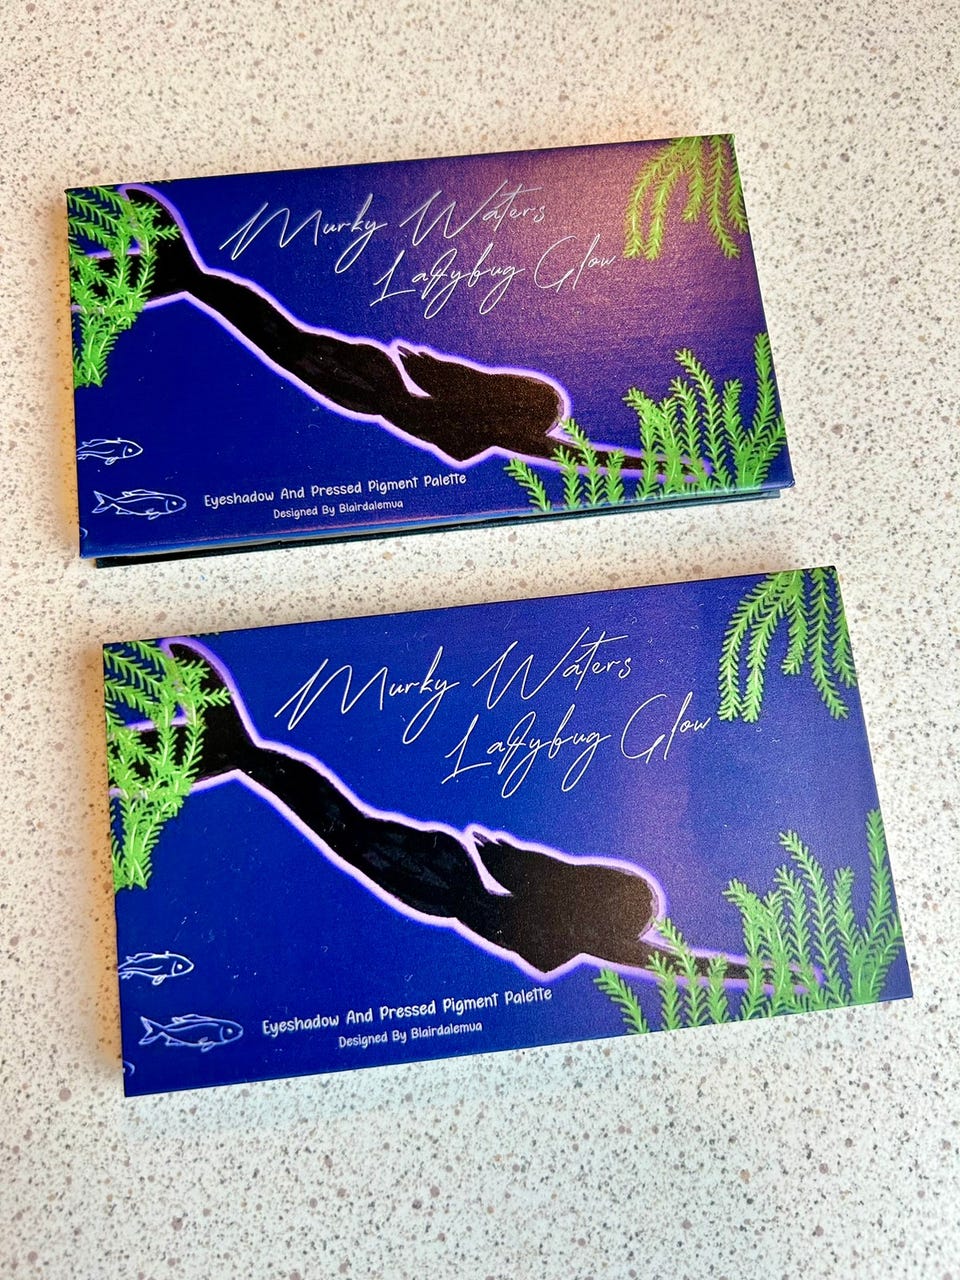 Murky Waters
Ladybug Glow
Eyeshadow And Pressed Pigment Palette
Designed By Blairdalemua
Murky Waters
Ladybug Glow
Eyeshadow And Pressed Pigment Palette
Designed By Blairdalemua